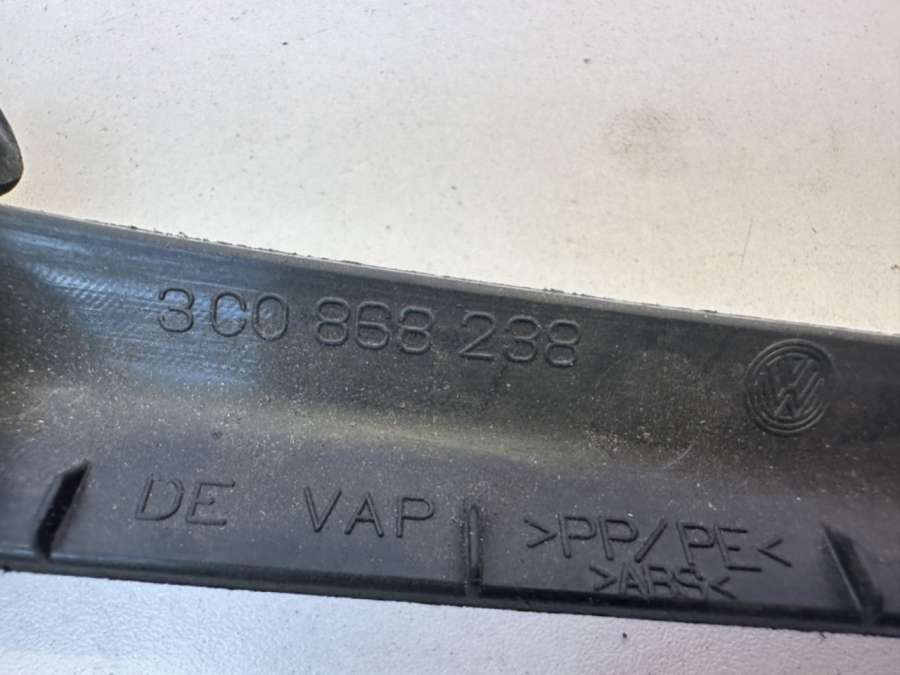 3C0 868 238
DE VAP >PP/PE<
>ABS<